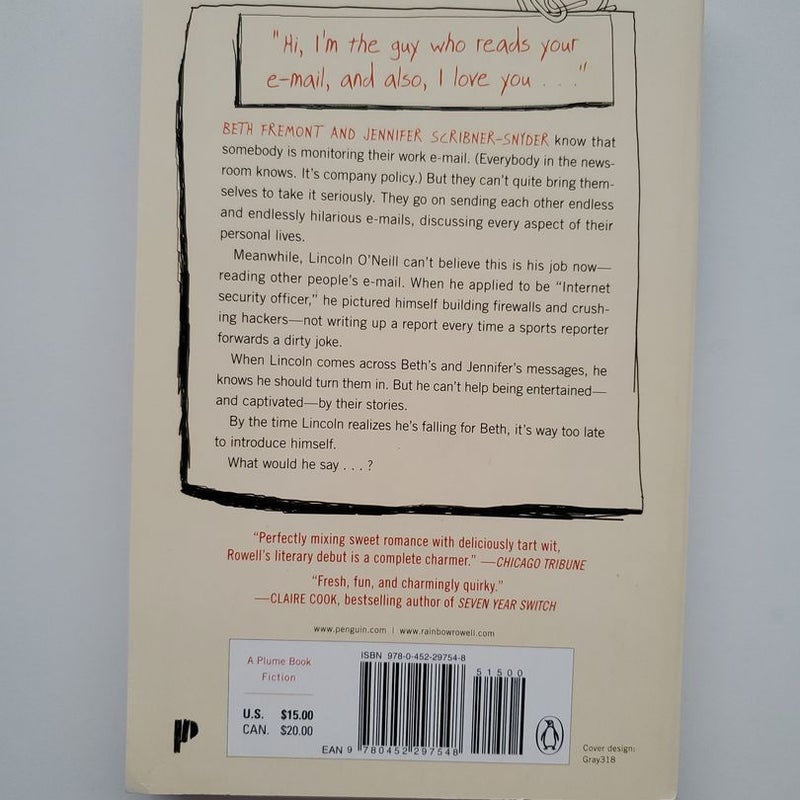 "Hi, I'm the guy who reads your
e-mail, and also, I love you . . ."
BETH FREMONT AND JENNIFER SCRIBNER-SNYDER know that
somebody is monitoring their work e-mail. (Everybody in the news-
room knows. It's company policy.) But they can't quite bring them-
selves to take it seriously. They go on sending each other endless
and endlessly hilarious e-mails, discussing every aspect of their
personal lives.
Meanwhile, Lincoln O'Neill can't believe this is his job now—
reading other people's e-mail. When he applied to be "Internet
security officer," he pictured himself building firewalls and crush-
ing hackers—not writing up a report every time a sports reporter
forwards a dirty joke.
When Lincoln comes across Beth's and Jennifer's messages, he
knows he should turn them in. But he can't help being entertained—
and captivated—by their stories.
By the time Lincoln realizes he's falling for Beth, it's way too late
to introduce himself.
What would he say . . . ?
"Perfectly mixing sweet romance with deliciously tart wit,
Rowell's literary debut is a complete charmer." —CHICAGO TRIBUNE
"Fresh, fun, and charmingly quirky."
—CLAIRE COOK, bestselling author of SEVEN YEAR SWITCH
www.penguin.com | www.rainbowrowell.com
A Plume Book
Fiction
U.S. $15.00
CAN. $20.00
ISBN 978-0-452-29754-8
51500
EAN 9 780452 297548
Cover design:
Gray318